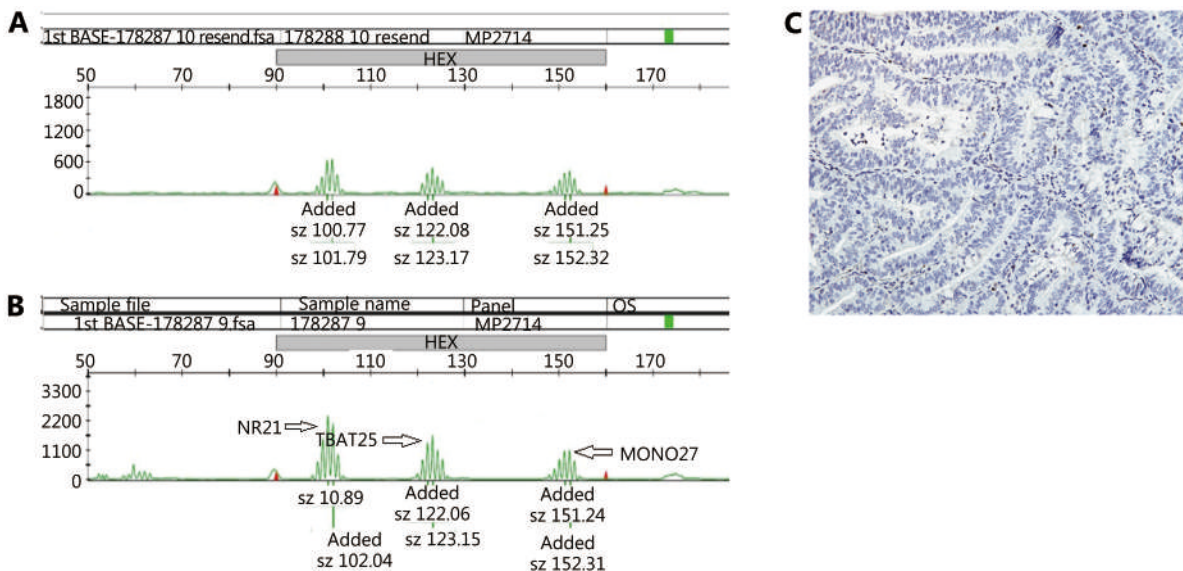 A
1st BASE-178287 10 resend.fsa 178288 10 resend MP2714
HEX
50 70 90 110 130 150 170
1800
1200
600
0
Added Added Added
sz 100.77 sz 122.08 sz 151.25
sz 101.79 sz 123.17 sz 152.32
B
Sample file Sample name Panel OS
1st BASE-178287 9.fsa 178287 9 MP2714
HEX
50 70 90 110 130 150 170
3300
2200
1100
0
NR21 TBAT25 MONO27
sz 10.89 Added Added
sz 122.06 sz 151.24
Added sz 123.15 Added
sz 102.04 sz 152.31
C